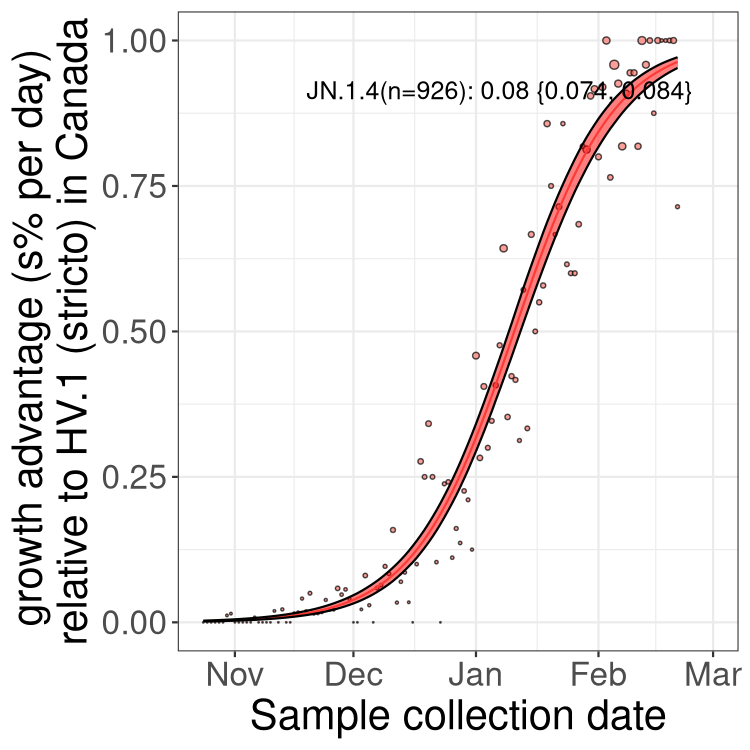 growth advantage (s% per day)
relative to HV.1 (stricto) in Canada
1.00
0.75
0.50
0.25
0.00
JN.1.4(n=926): 0.08 {0.074, 0.084}
Nov Dec Jan Feb Mar
Sample collection date